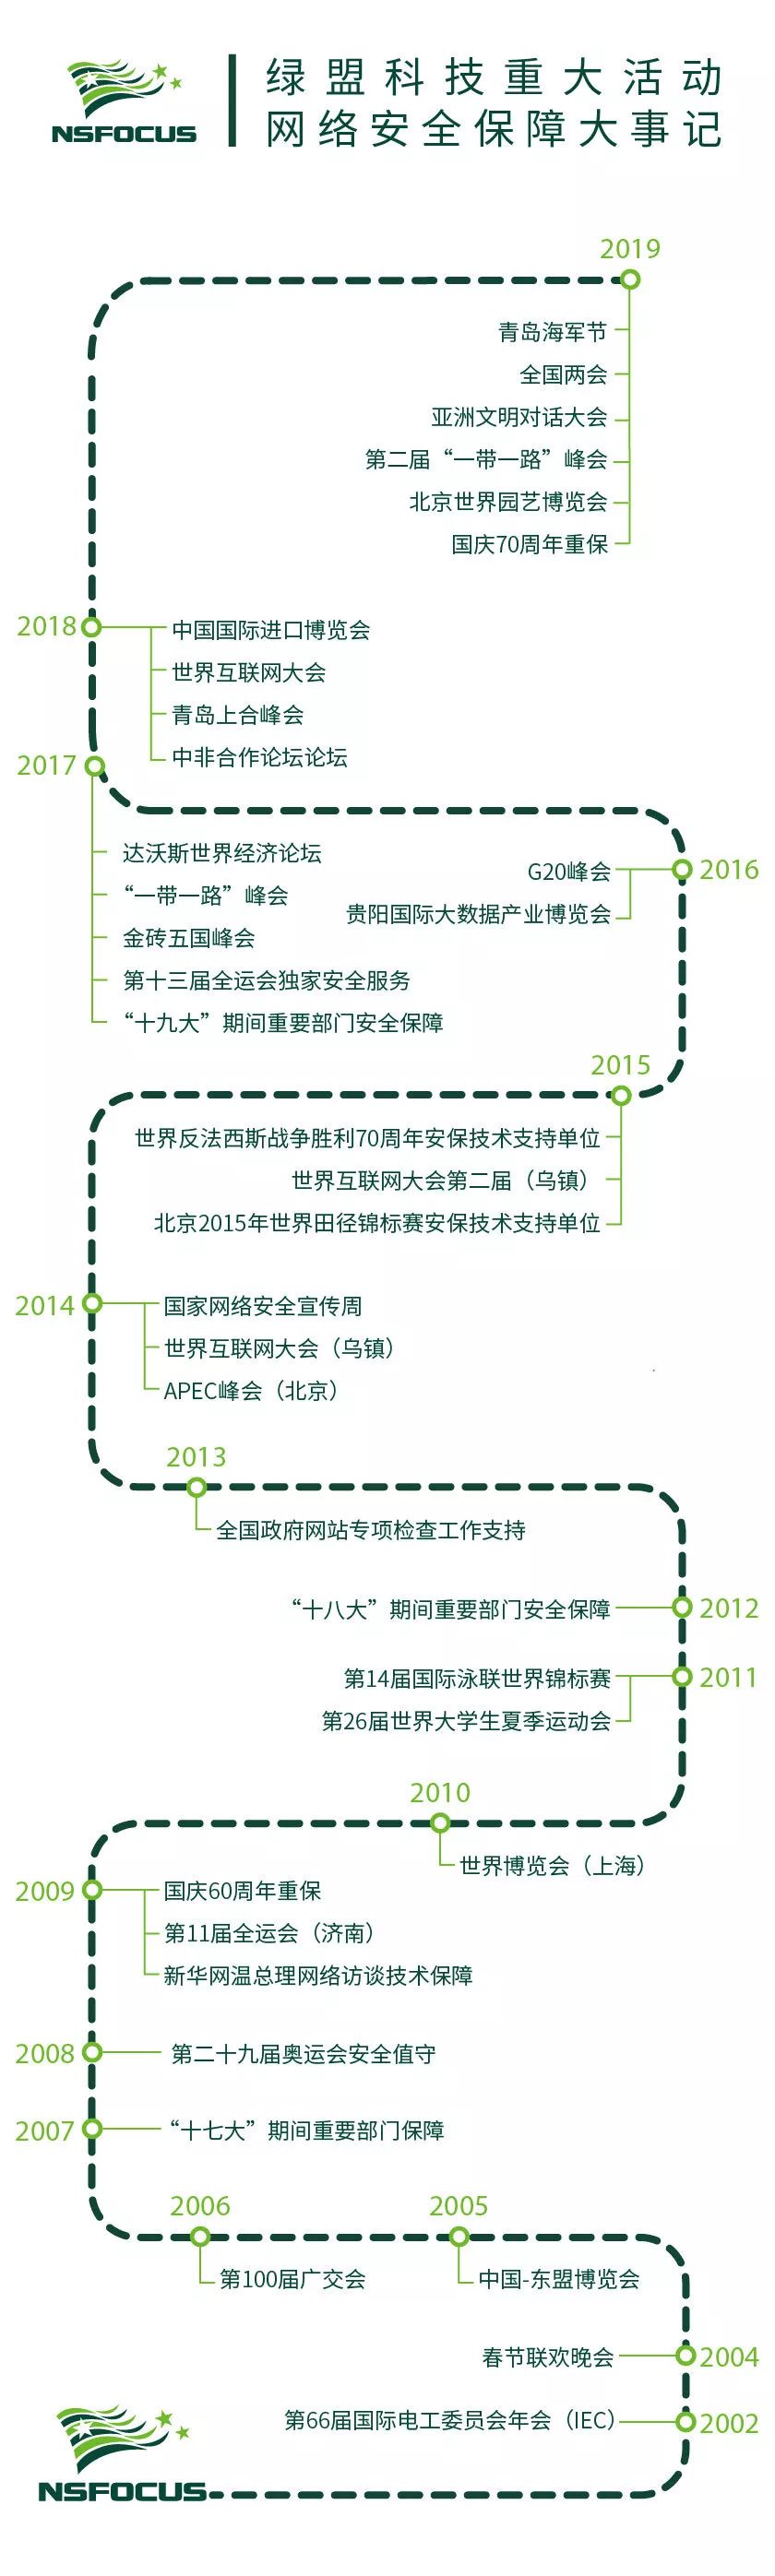 NSFOCUS
绿盟科技重大活动
网络安全保障大事记
2019
青岛海军节
全国两会
亚洲文明对话大会
第二届“一带一路”峰会
北京世界园艺博览会
国庆70周年重保
2018
中国国际进口博览会
世界互联网大会
青岛上合峰会
中非合作论坛论坛
2017
达沃斯世界经济论坛
“一带一路”峰会
金砖五国峰会
第十三届全运会独家安全服务
“十九大”期间重要部门安全保障
2016
G20峰会
贵阳国际大数据产业博览会
2015
世界反法西斯战争胜利70周年安保技术支持单位
世界互联网大会第二届（乌镇）
北京2015年世界田径锦标赛安保技术支持单位
2014
国家网络安全宣传周
世界互联网大会（乌镇）
APEC峰会（北京）
2013
全国政府网站专项检查工作支持
2012
“十八大”期间重要部门安全保障
2011
第14届国际泳联世界锦标赛
第26届世界大学生夏季运动会
2010
世界博览会（上海）
2009
国庆60周年重保
第11届全运会（济南）
新华网温总理网络访谈技术保障
2008
第二十九届奥运会安全值守
2007
“十七大”期间重要部门保障
2006
第100届广交会
2005
中国-东盟博览会
2004
春节联欢晚会
2002
第66届国际电工委员会年会（IEC）
NSFOCUS